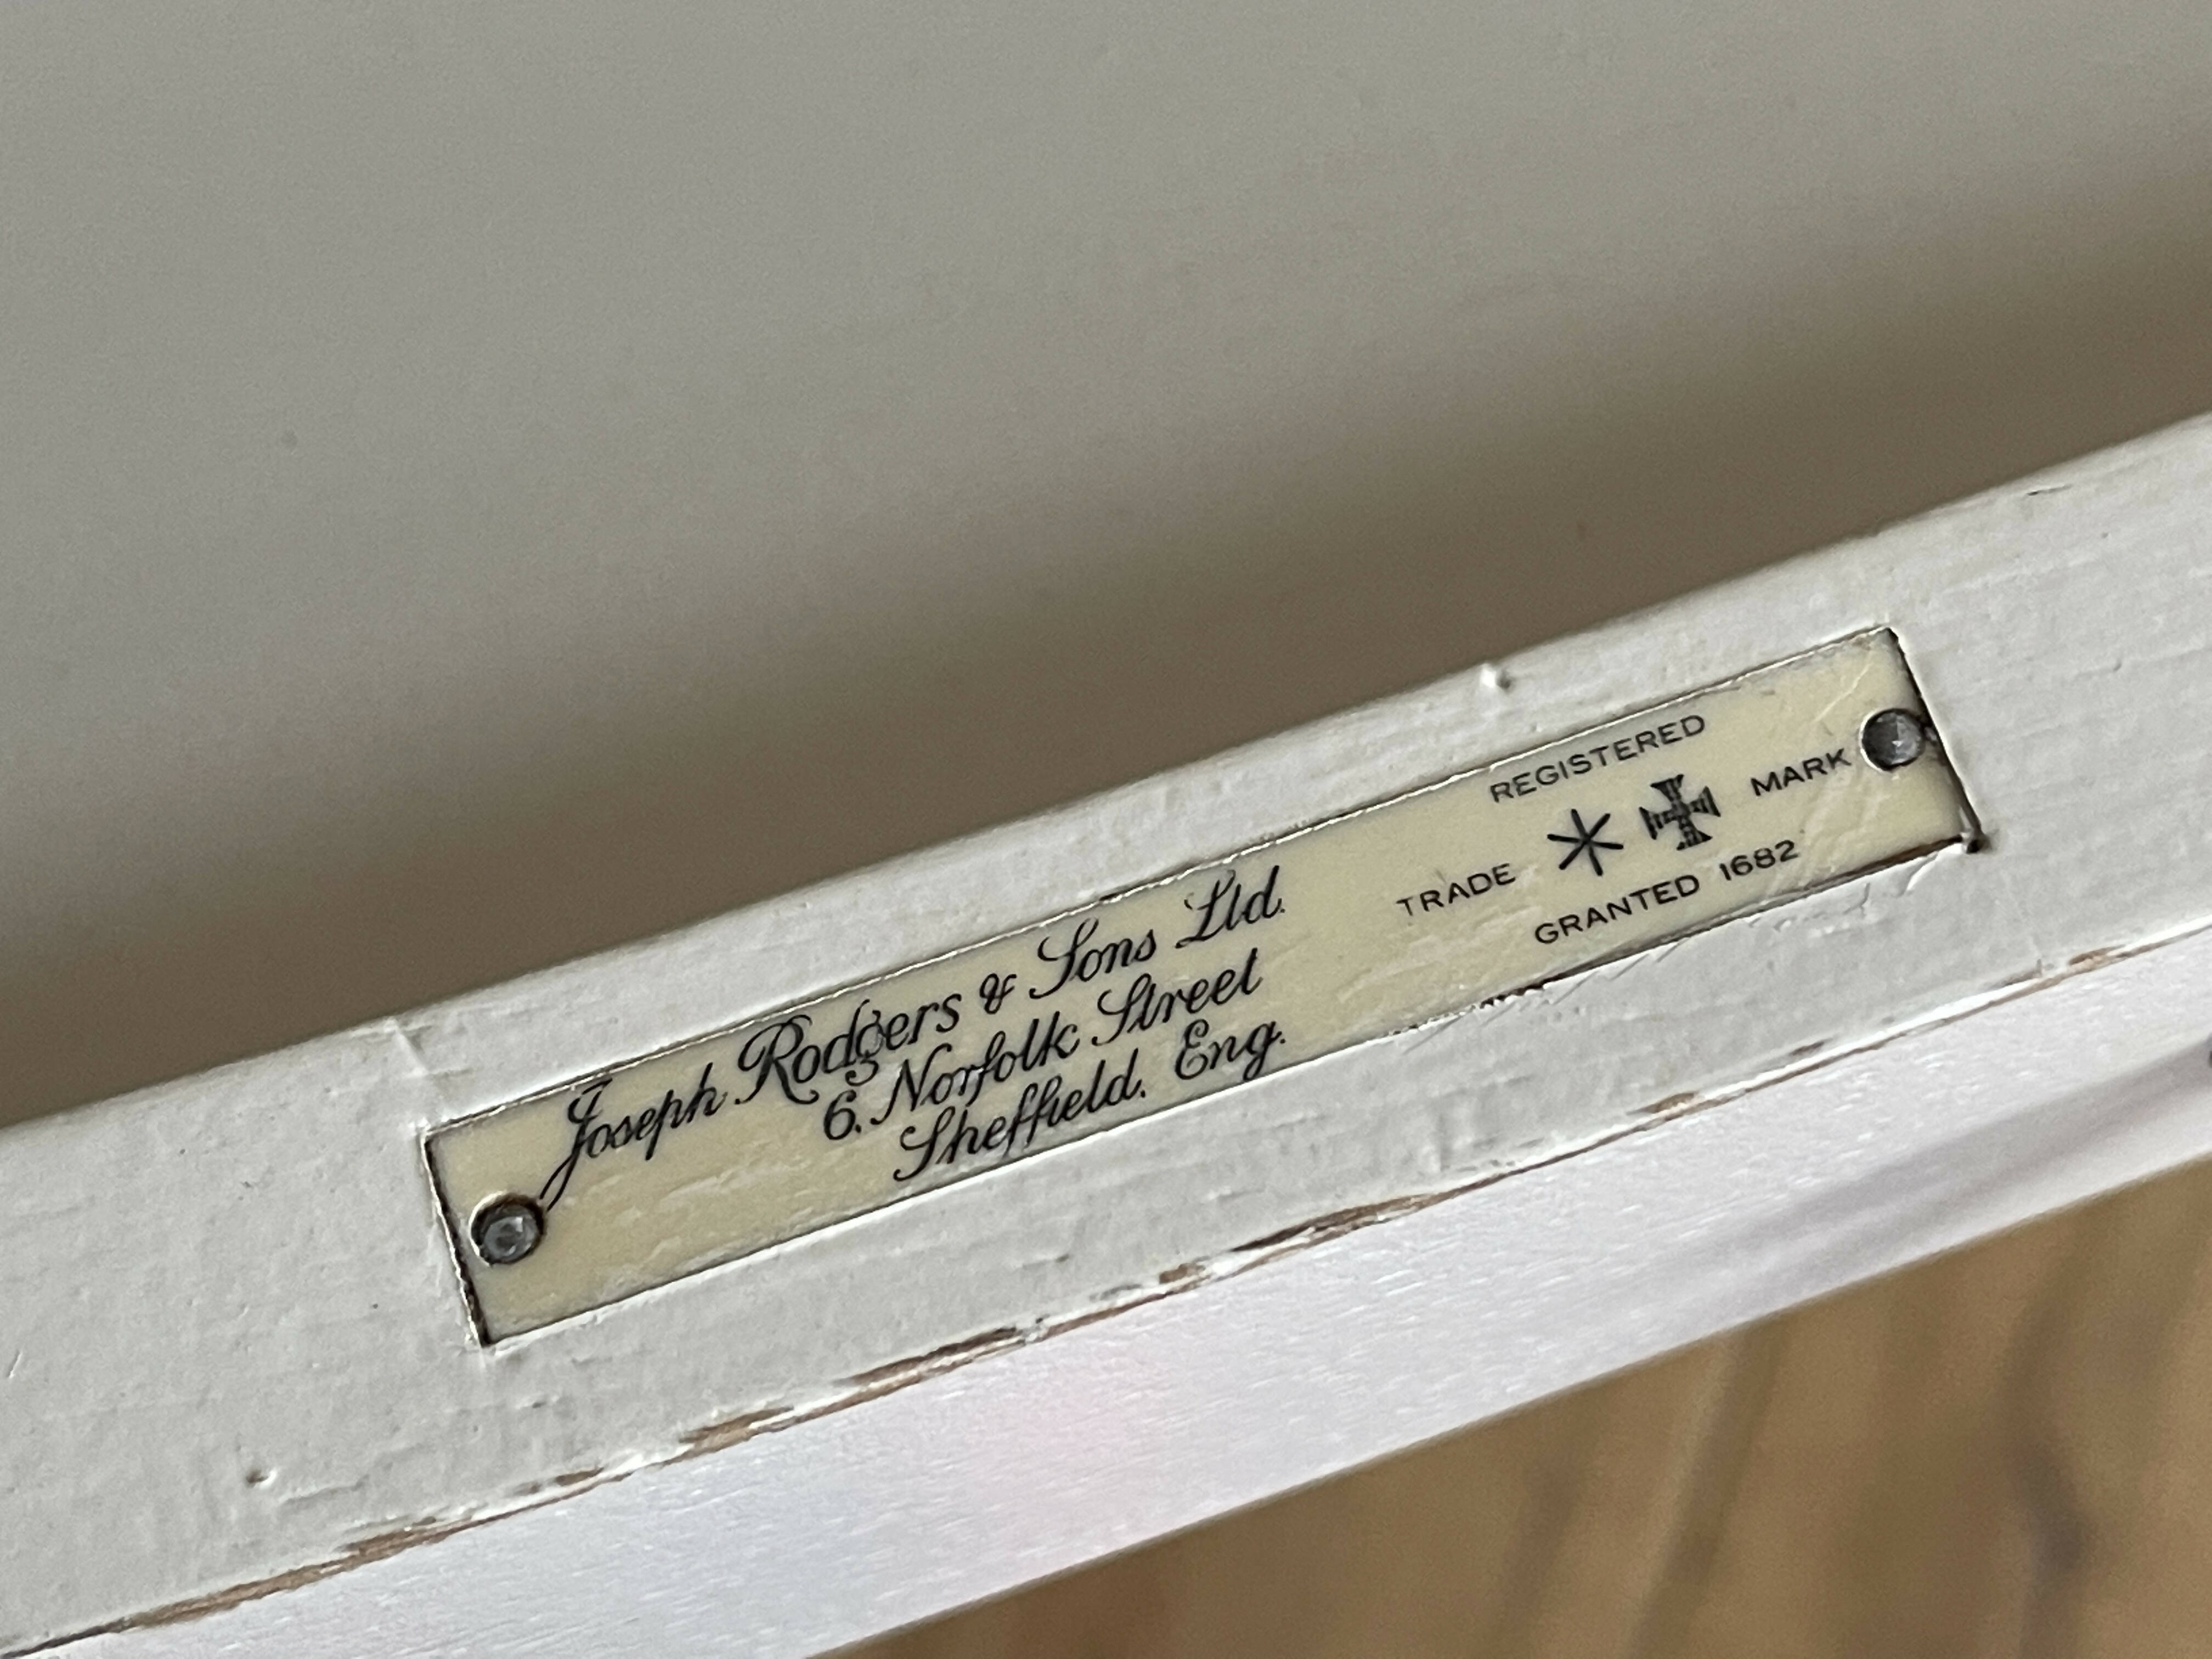 Joseph Rodgers & Sons Ltd.
6. Norfolk Street
Sheffield. Eng.
REGISTERED
TRADE MARK
GRANTED 1682